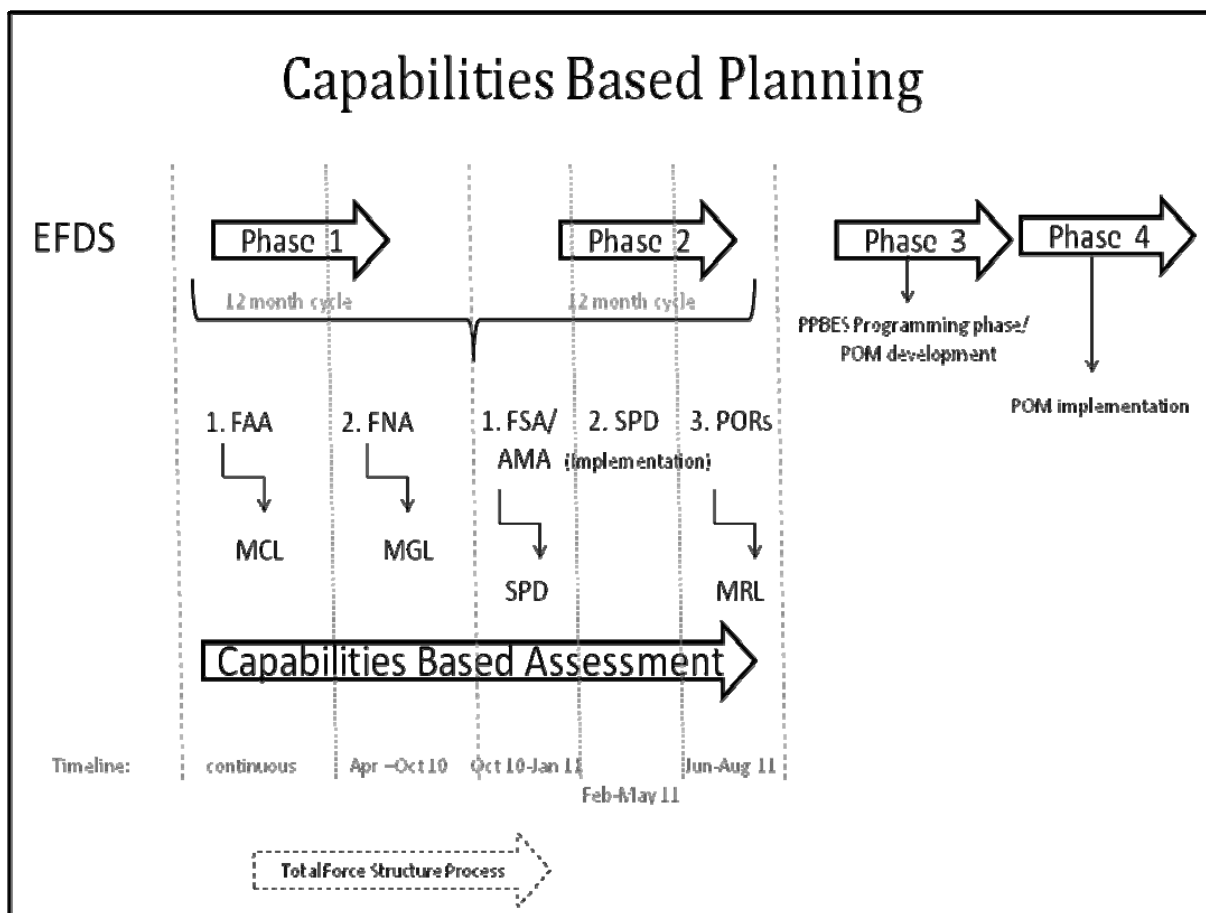 Capabilities Based Planning
EFDS
Phase 1
Phase 2
Phase 3
Phase 4
12 month cycle
12 month cycle
PPBES Programming phase/
POM development
POM implementation
1. FAA
2. FNA
1. FSA/
AMA
2. SPD
(Implementation)
3. PORs
MCL
MGL
SPD
MRL
Capabilities Based Assessment
Timeline:
continuous
Apr –Oct 10
Oct 10-Jan 11
Feb-May 11
Jun-Aug 11
Total Force Structure Process